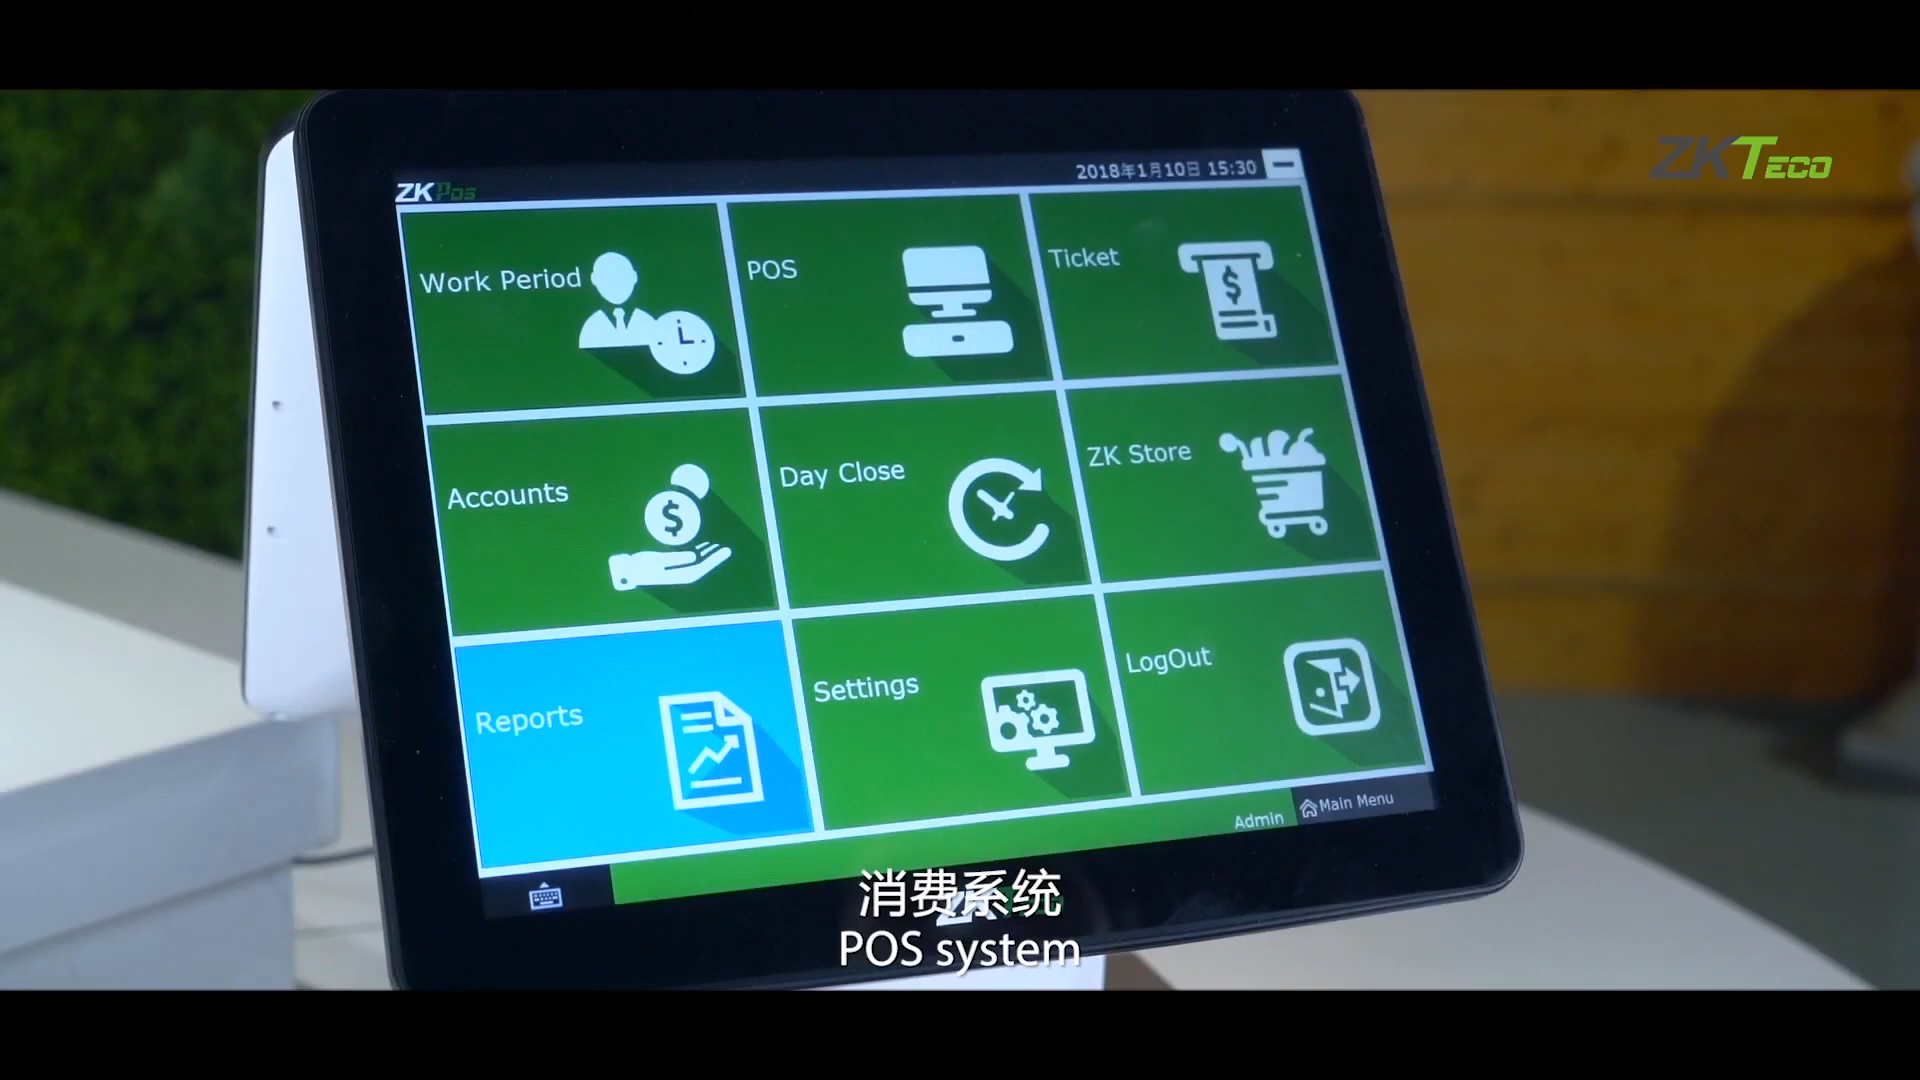 ZKTECO
2018年1月10日 15:30
ZKPOS
Work Period
POS
Ticket
Accounts
Day Close
ZK Store
Reports
Settings
LogOut
Admin
Main Menu
消费系统
POS system